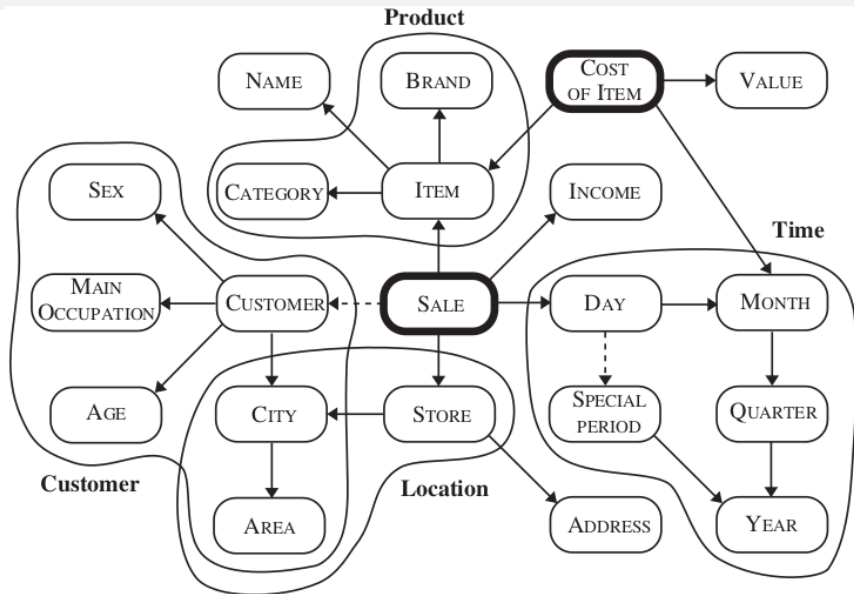 Product
NAME
BRAND
COST
OF ITEM
VALUE
SEX
CATEGORY
ITEM
INCOME
Time
MAIN
OCCUPATION
CUSTOMER
SALE
DAY
MONTH
AGE
CITY
STORE
SPECIAL
PERIOD
QUARTER
Customer
Location
AREA
ADDRESS
YEAR